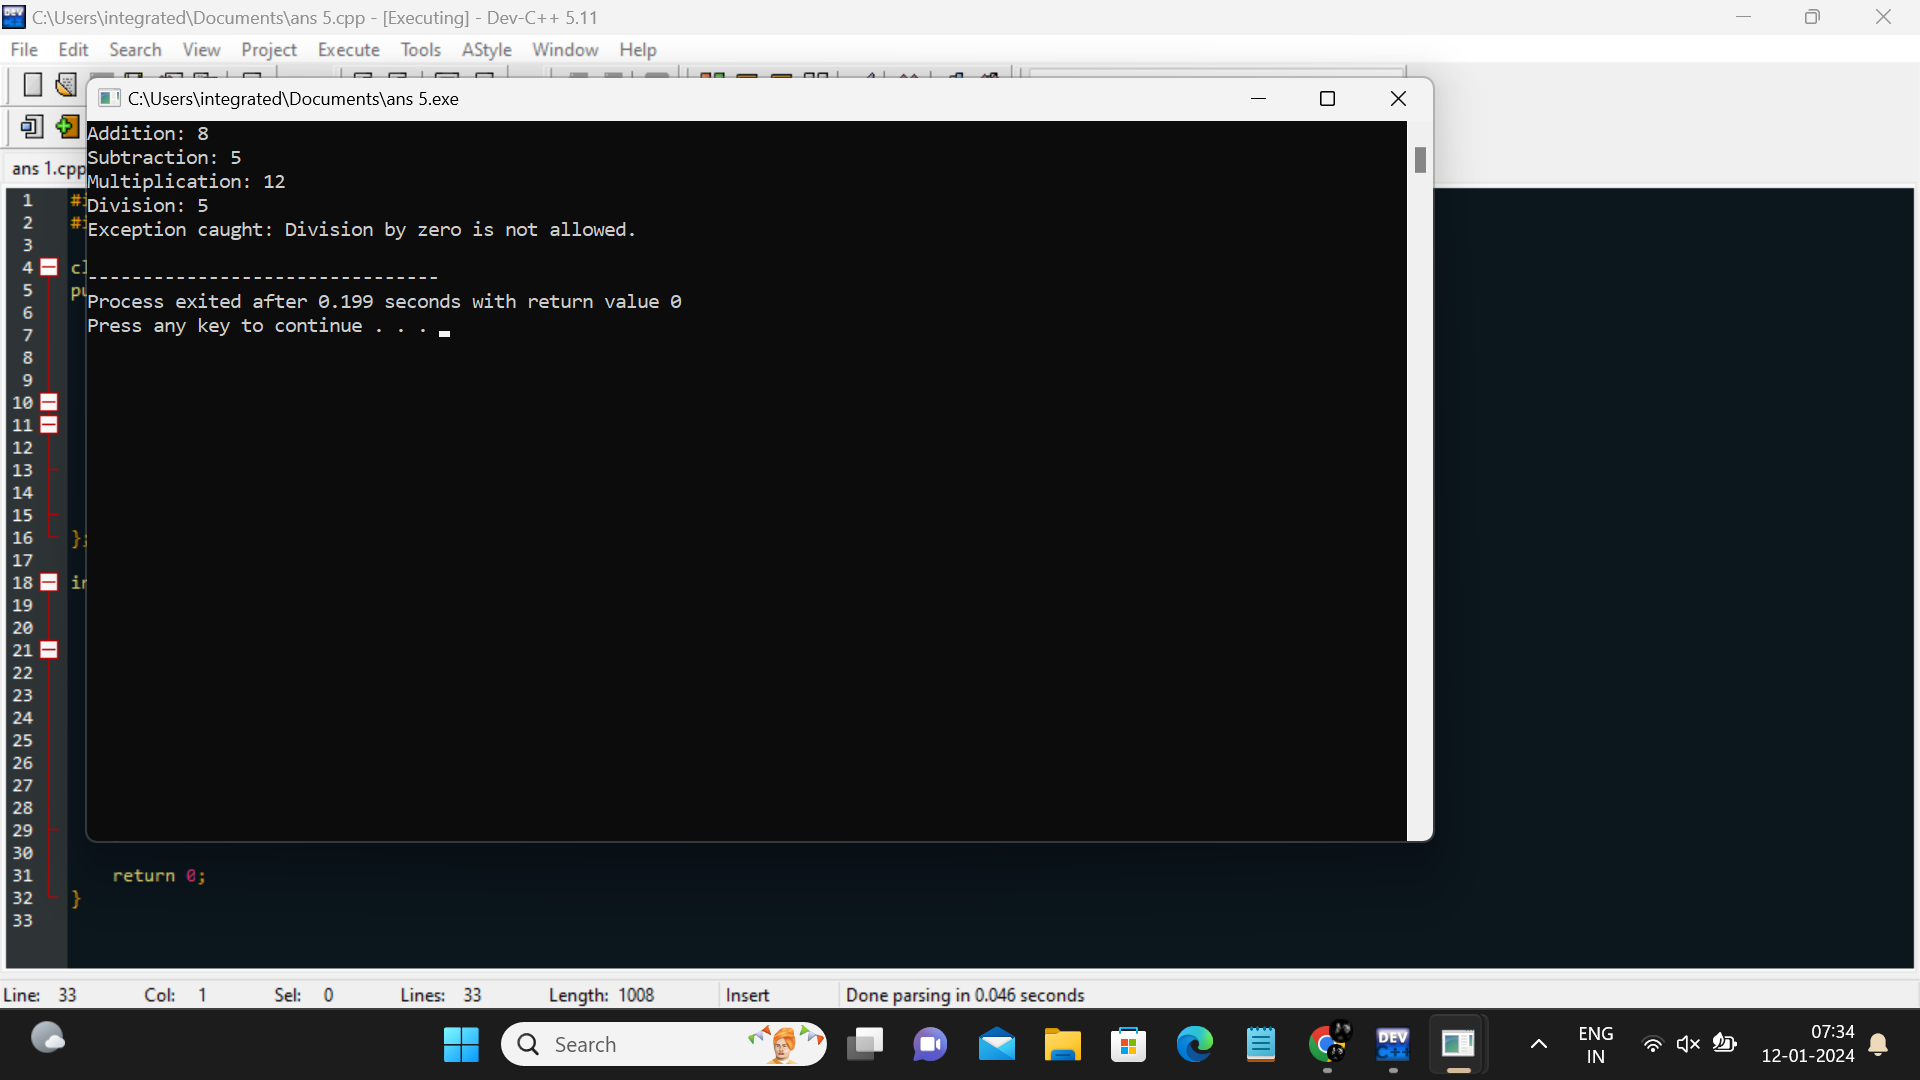 C:\Users\integrated\Documents\ans 5.cpp - [Executing] - Dev-C++ 5.11
File Edit Search View Project Execute Tools AStyle Window Help
C:\Users\integrated\Documents\ans 5.exe
ans 1.cpp
Addition: 8
Subtraction: 5
Multiplication: 12
Division: 5
Exception caught: Division by zero is not allowed.
--------------------------------
Process exited after 0.199 seconds with return value 0
Press any key to continue . . .
1
2
3
4
5
6
7
8
9
10
11
12
13
14
15
16 };
17
18
19
20
21
22
23
24
25
26
27
28
29
30
31 return 0;
32 }
33
Line: 33 Col: 1 Sel: 0 Lines: 33 Length: 1008 Insert Done parsing in 0.046 seconds
Search
DEV C++
ENG
IN
07:34
12-01-2024